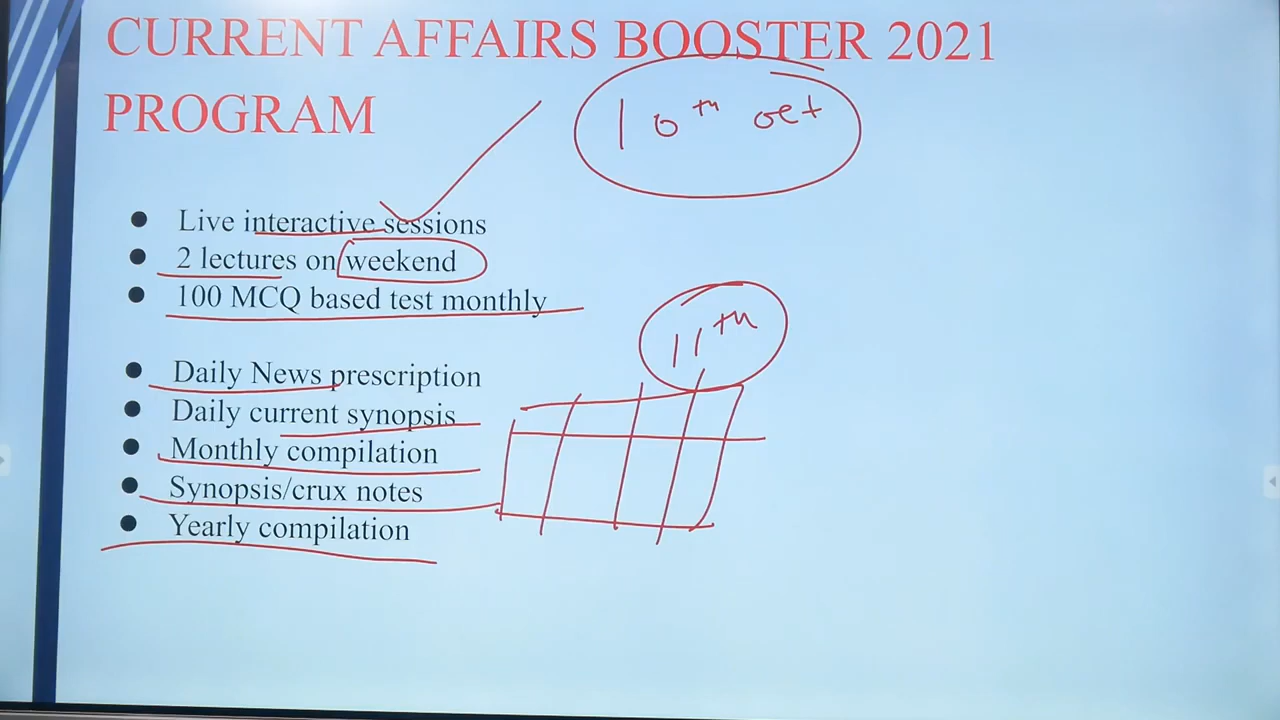 CURRENT AFFAIRS BOOSTER 2021
PROGRAM
10th oct
Live interactive sessions
2 lectures on weekend
100 MCQ based test monthly
11th
Daily News prescription
Daily current synopsis
Monthly compilation
Synopsis/crux notes
Yearly compilation